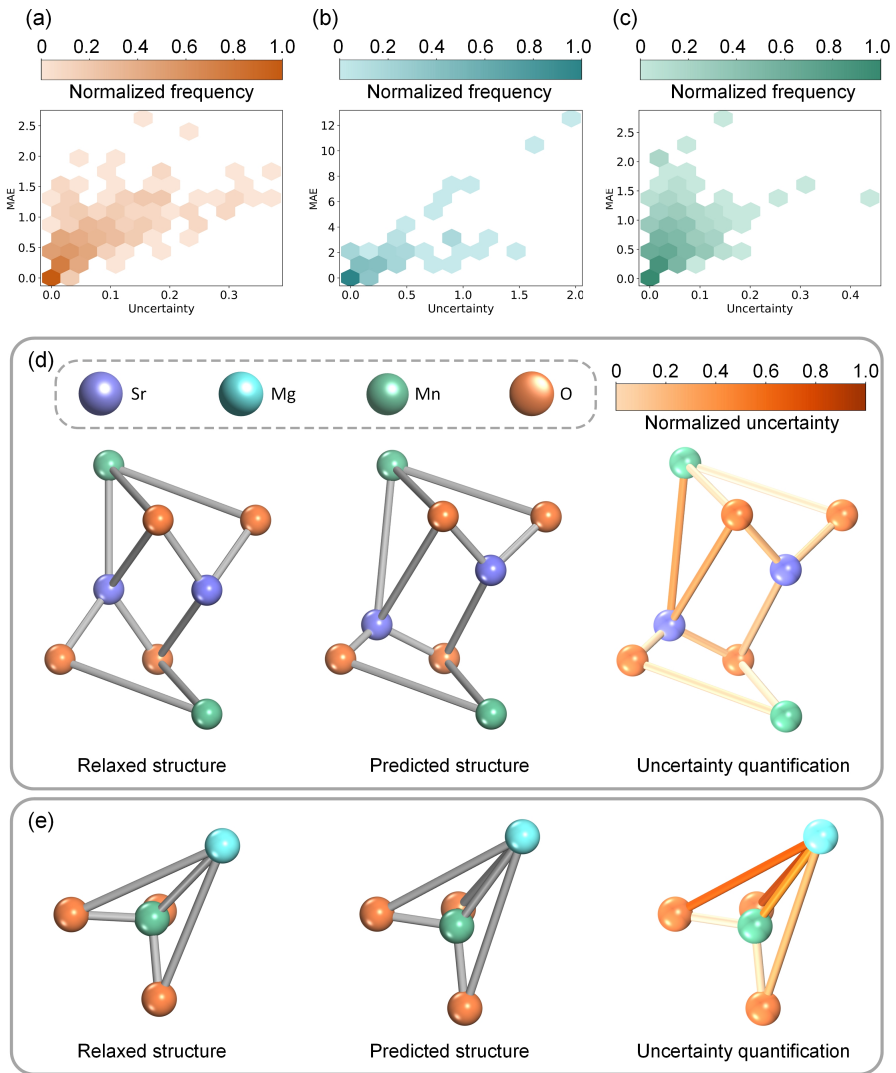 (a) (b) (c)
0 0.2 0.4 0.6 0.8 1.0 0 0.2 0.4 0.6 0.8 1.0 0 0.2 0.4 0.6 0.8 1.0
Normalized frequency Normalized frequency Normalized frequency
MAE
2.5
2.0
1.5
1.0
0.5
0.0
0.0 0.1 0.2 0.3
Uncertainty
MAE
12
10
8
6
4
2
0
0.0 0.5 1.0 1.5 2.0
Uncertainty
MAE
2.5
2.0
1.5
1.0
0.5
0.0
0.0 0.1 0.2 0.3 0.4
Uncertainty
(d)
Sr Mg Mn O
0 0.2 0.4 0.6 0.8 1.0
Normalized uncertainty
Relaxed structure Predicted structure Uncertainty quantification
(e)
Relaxed structure Predicted structure Uncertainty quantification